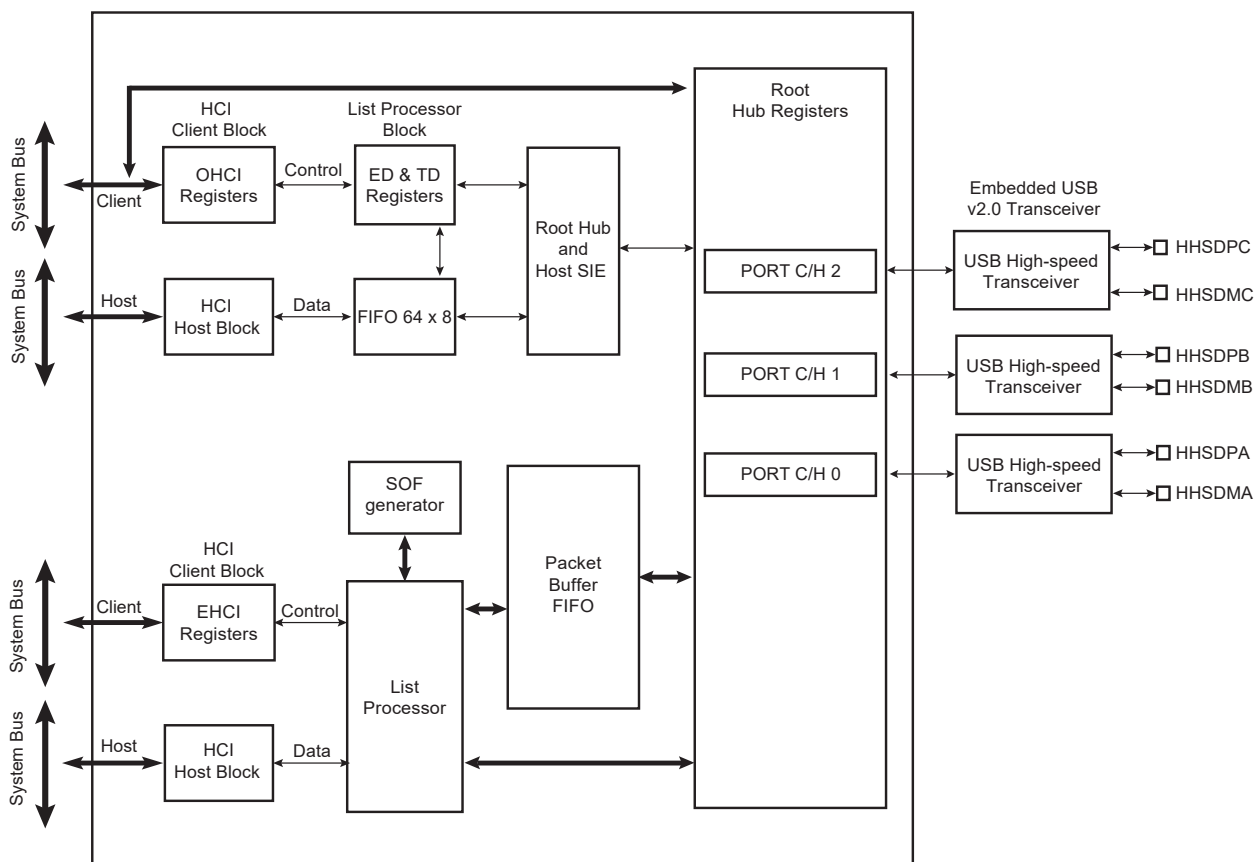 Root
Hub Registers
HCI
Client Block
List Processor
Block
System Bus
Client
OHCI
Registers
Control
ED & TD
Registers
Root Hub
and
Host SIE
Embedded USB
v2.0 Transceiver
PORT C/H 2
USB High-speed
Transceiver
HHSDPC
HHSDMC
System Bus
Host
HCI
Host Block
Data
FIFO 64 x 8
PORT C/H 1
USB High-speed
Transceiver
HHSDPB
HHSDMB
PORT C/H 0
USB High-speed
Transceiver
HHSDPA
HHSDMA
SOF
generator
HCI
Client Block
Packet
Buffer
FIFO
System Bus
Client
EHCI
Registers
Control
List
Processor
System Bus
Host
HCI
Host Block
Data